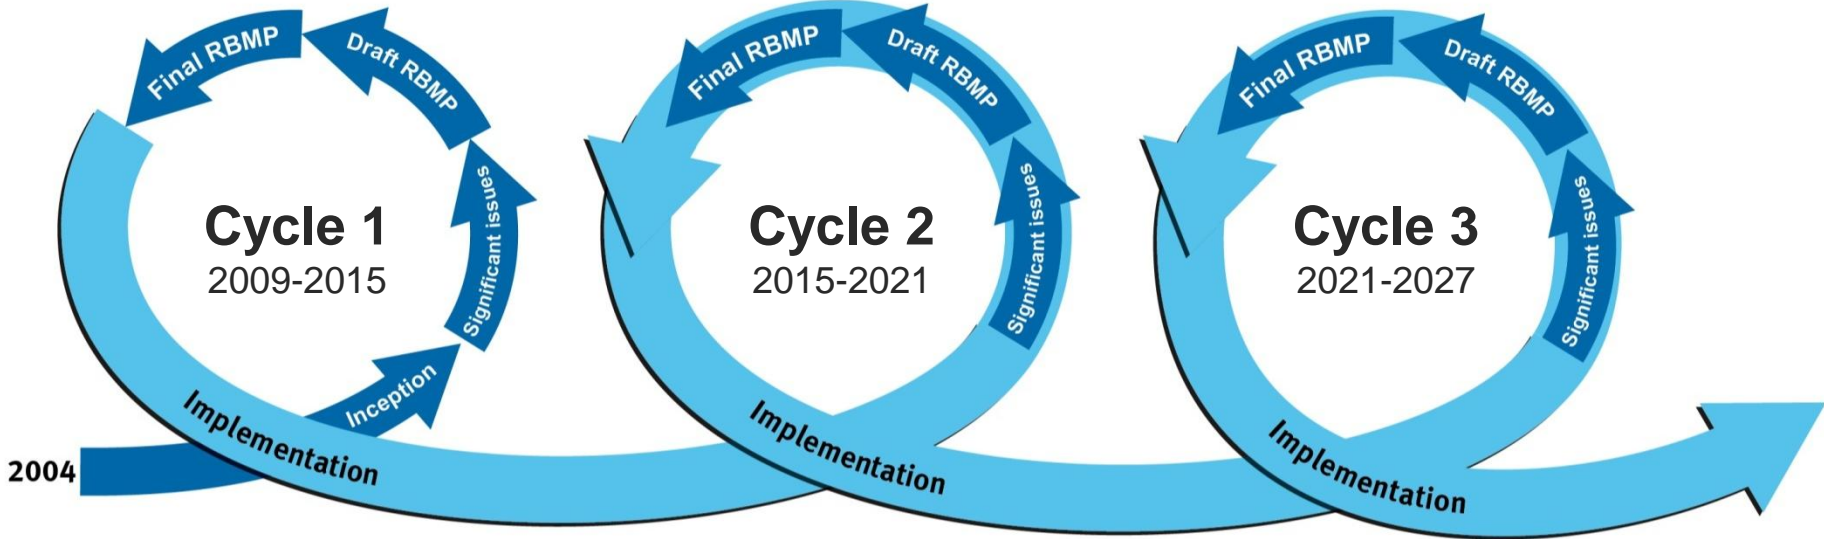 2004
Inception
Significant issues
Draft RBMP
Final RBMP
Cycle 1
2009-2015
Implementation
Significant issues
Draft RBMP
Final RBMP
Cycle 2
2015-2021
Implementation
Significant issues
Draft RBMP
Final RBMP
Cycle 3
2021-2027
Implementation